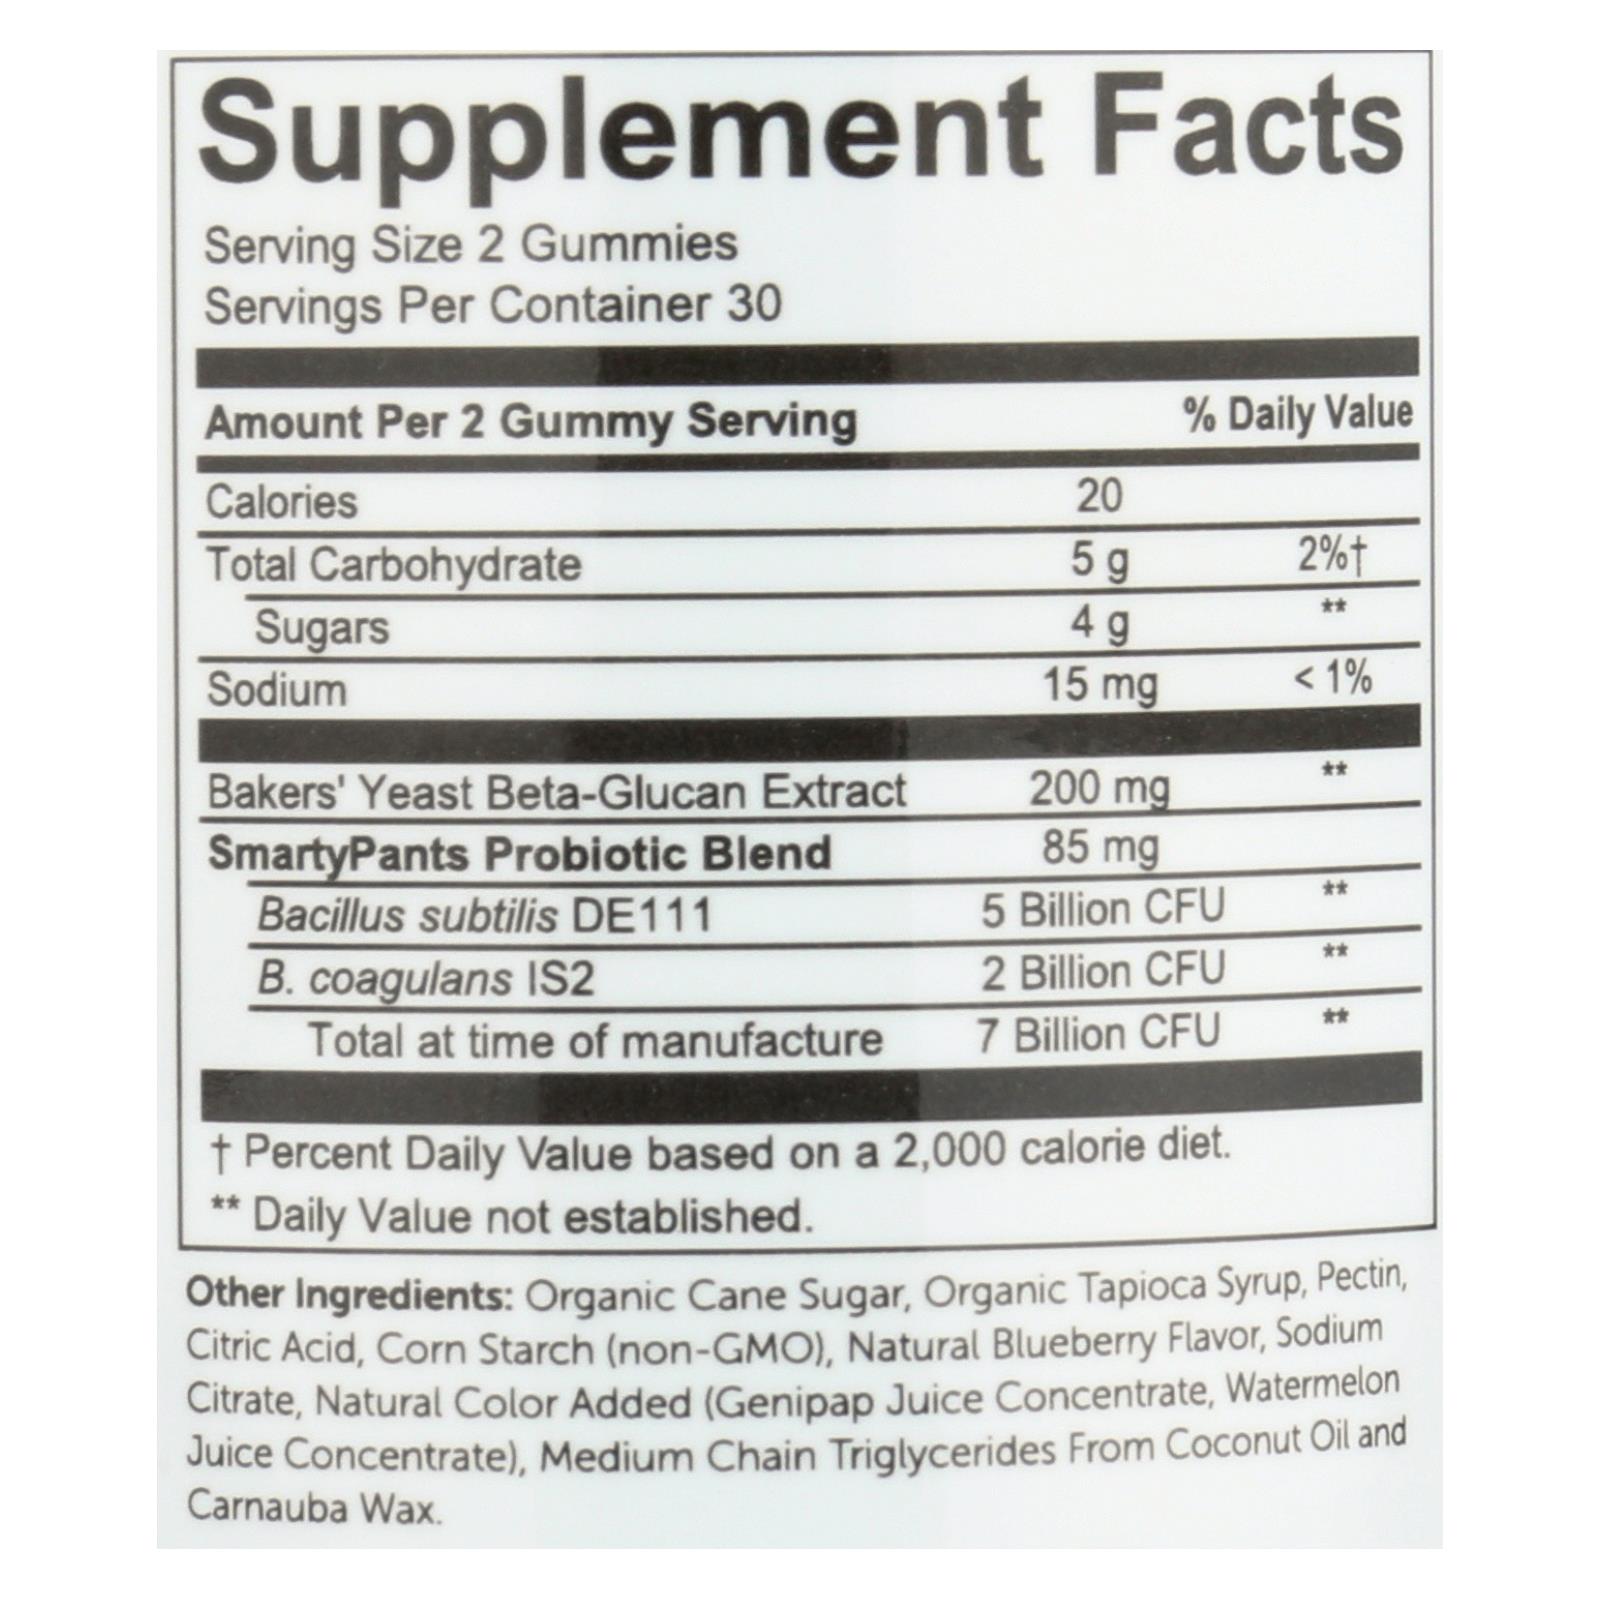 Supplement Facts
Serving Size 2 Gummies
Servings Per Container 30
Amount Per 2 Gummy Serving % Daily Value
Calories 20
Total Carbohydrate 5 g 2%†
Sugars 4 g **
Sodium 15 mg < 1%
Bakers' Yeast Beta-Glucan Extract 200 mg **
SmartyPants Probiotic Blend 85 mg
Bacillus subtilis DE111 5 Billion CFU **
B. coagulans IS2 2 Billion CFU **
Total at time of manufacture 7 Billion CFU **
† Percent Daily Value based on a 2,000 calorie diet.
** Daily Value not established.
Other Ingredients: Organic Cane Sugar, Organic Tapioca Syrup, Pectin,
Citric Acid, Corn Starch (non-GMO), Natural Blueberry Flavor, Sodium
Citrate, Natural Color Added (Genipap Juice Concentrate, Watermelon
Juice Concentrate), Medium Chain Triglycerides From Coconut Oil and
Carnauba Wax.